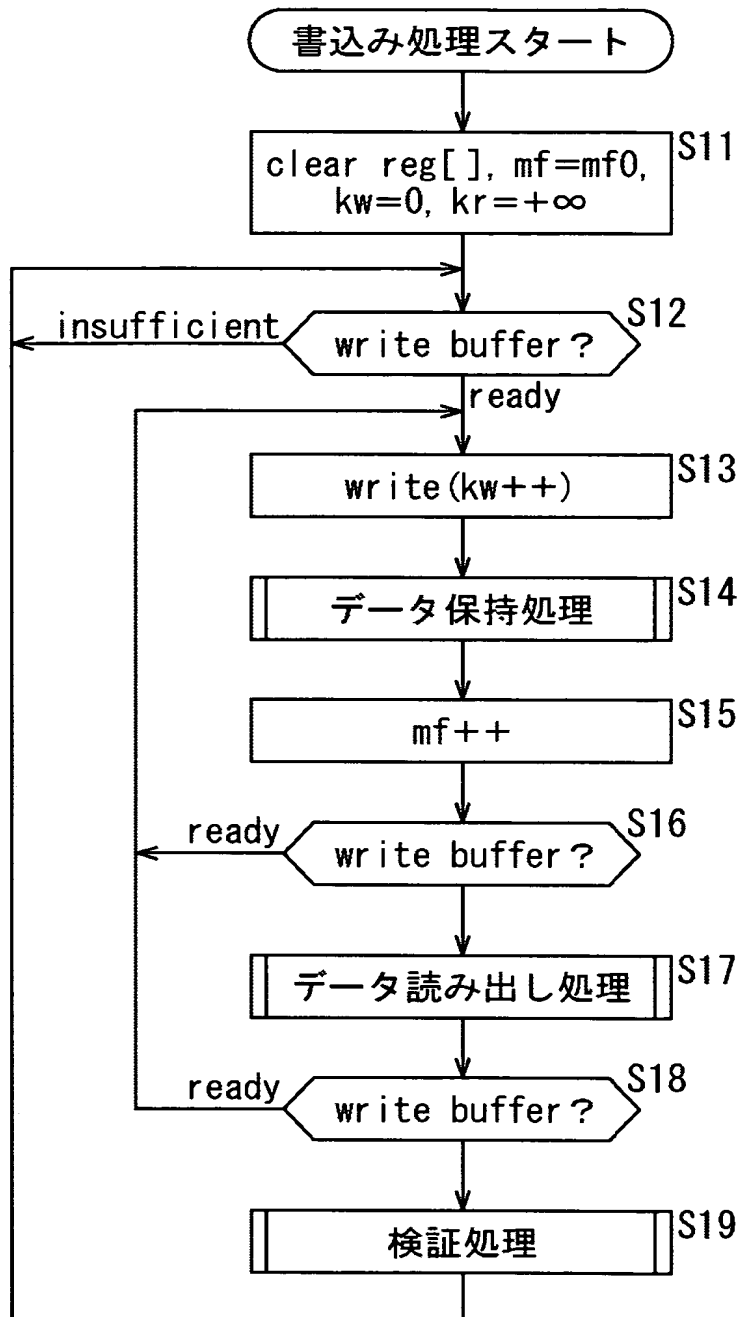 書込み処理スタート
S11
clear reg[ ], mf=mf0,
kw=0, kr=+∞
S12
insufficient
write buffer?
ready
S13
write(kw++)
S14
データ保持処理
S15
mf++
S16
ready
write buffer?
S17
データ読み出し処理
S18
ready
write buffer?
S19
検証処理